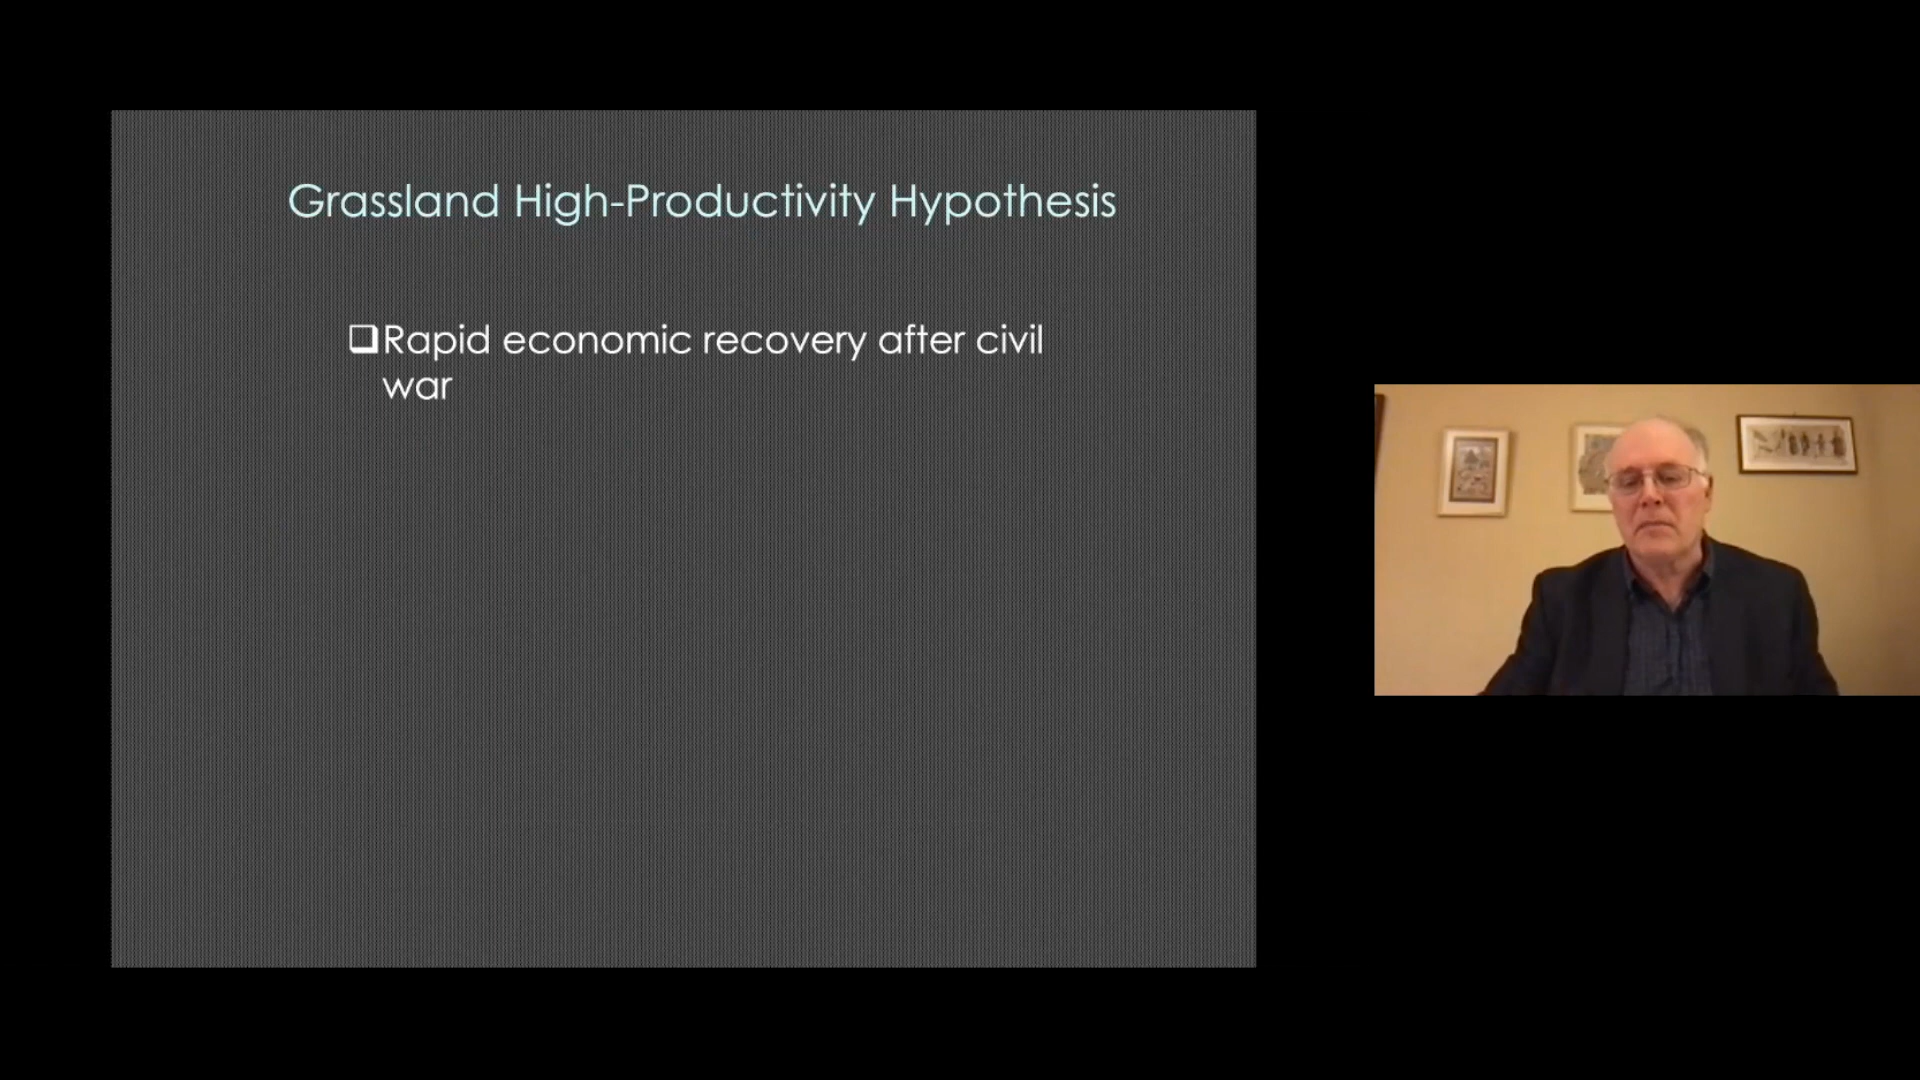 Grassland High-Productivity Hypothesis
❑Rapid economic recovery after civil
war